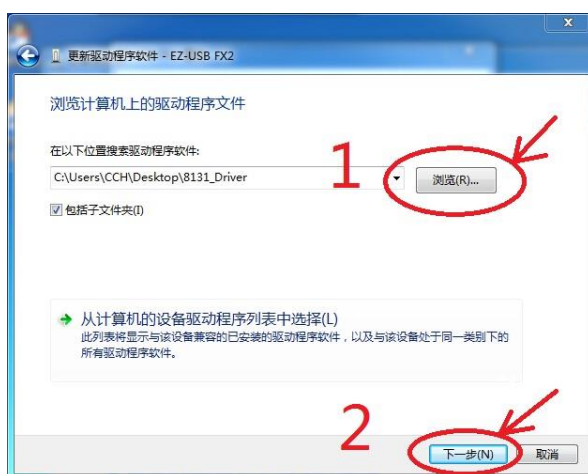 更新驱动程序软件 - EZ-USB FX2
浏览计算机上的驱动程序文件
在以下位置搜索驱动程序软件:
C:\Users\CCH\Desktop\8131_Driver
1
浏览(R)...
包括子文件夹(I)
从计算机的设备驱动程序列表中选择(L)
此列表将显示与该设备兼容的已安装的驱动程序软件，以及与该设备处于同一类别下的
所有驱动程序软件。
2
下一步(N)
取消